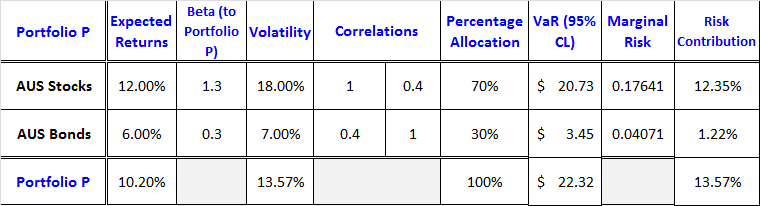 Portfolio P Expected Returns Beta (to Portfolio P) Volatility Correlations Percentage Allocation VaR (95% CL) Marginal Risk Risk Contribution
AUS Stocks 12.00% 1.3 18.00% 1 0.4 70% $ 20.73 0.17641 12.35%
AUS Bonds 6.00% 0.3 7.00% 0.4 1 30% $ 3.45 0.04071 1.22%
Portfolio P 10.20% 13.57% 100% $ 22.32 13.57%